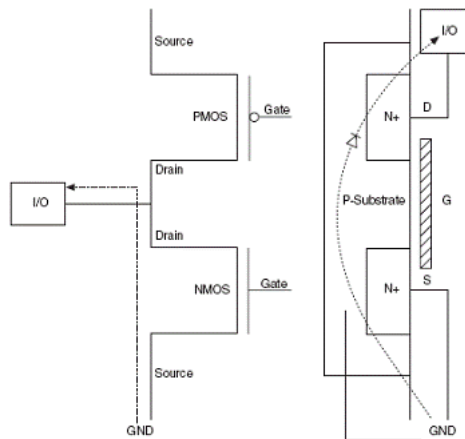 Source
PMOS
Gate
Drain
I/O
Drain
NMOS
Gate
Source
GND
I/O
D
N+
P-Substrate
G
S
N+
GND